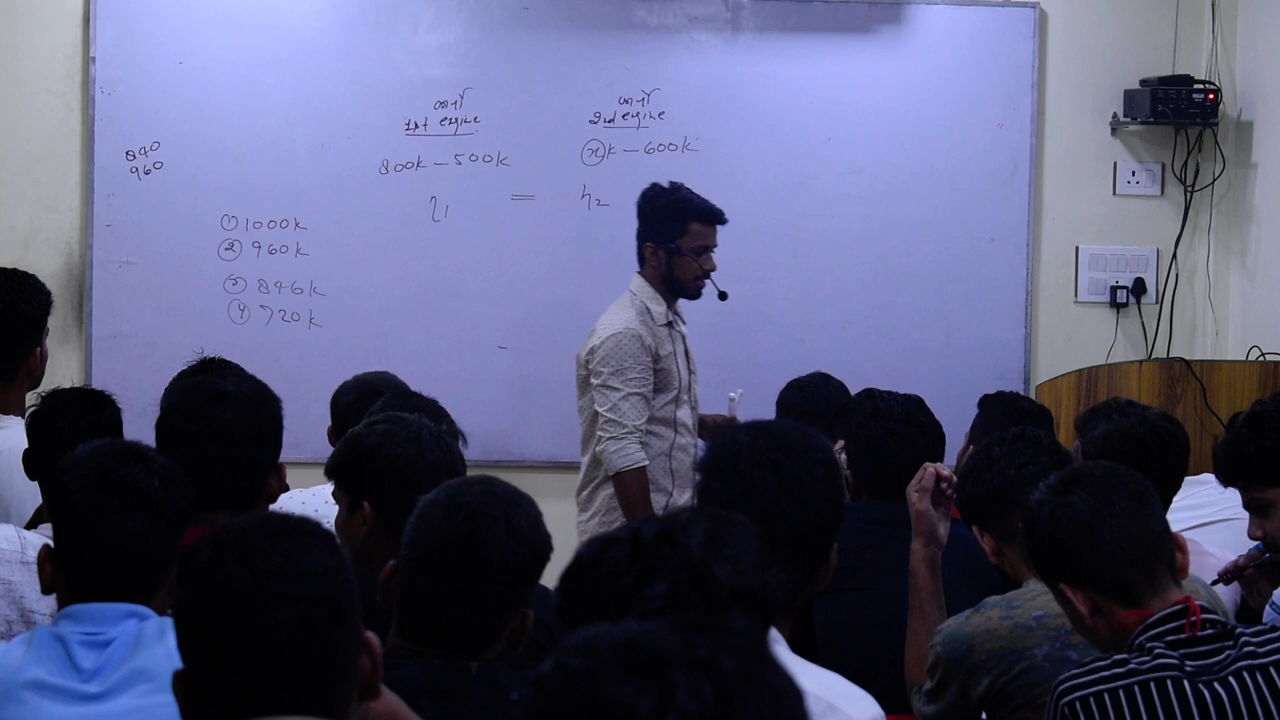 कार्नो कार्नो
1st engine 2nd engine
840
960
800k – 500k (x)k – 600k
η₁ = η₂
① 1000k
② 960k
③ 846k
④ 720k